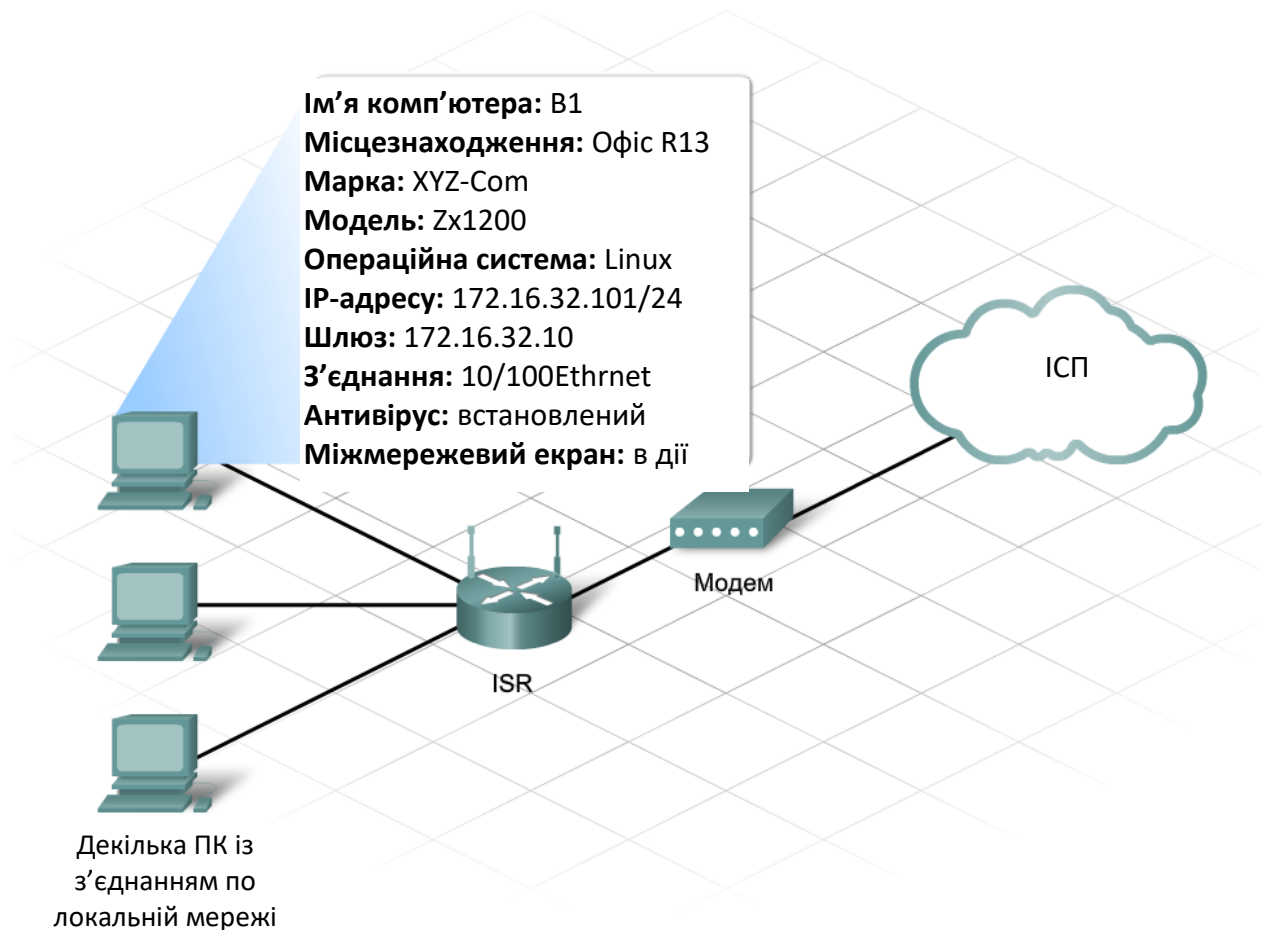 Ім’я комп’ютера: B1
Місцезнаходження: Офіс R13
Марка: XYZ-Com
Модель: Zx1200
Операційна система: Linux
IP-адресу: 172.16.32.101/24
Шлюз: 172.16.32.10
З’єднання: 10/100Ethrnet
Антивірус: встановлений
Міжмережевий екран: в дії
ІСП
Модем
ISR
Декілька ПК із
з’єднанням по
локальній мережі